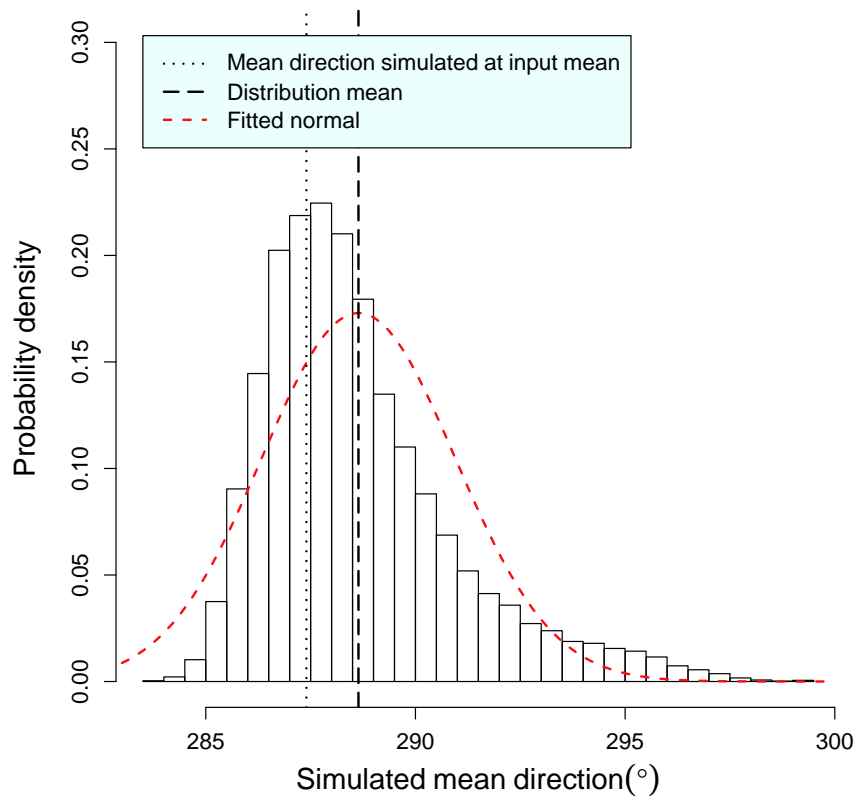 Mean direction simulated at input mean
Distribution mean
Fitted normal
0.30
0.25
0.20
0.15
0.10
0.05
0.00
Probability density
285 290 295 300
Simulated mean direction(°)